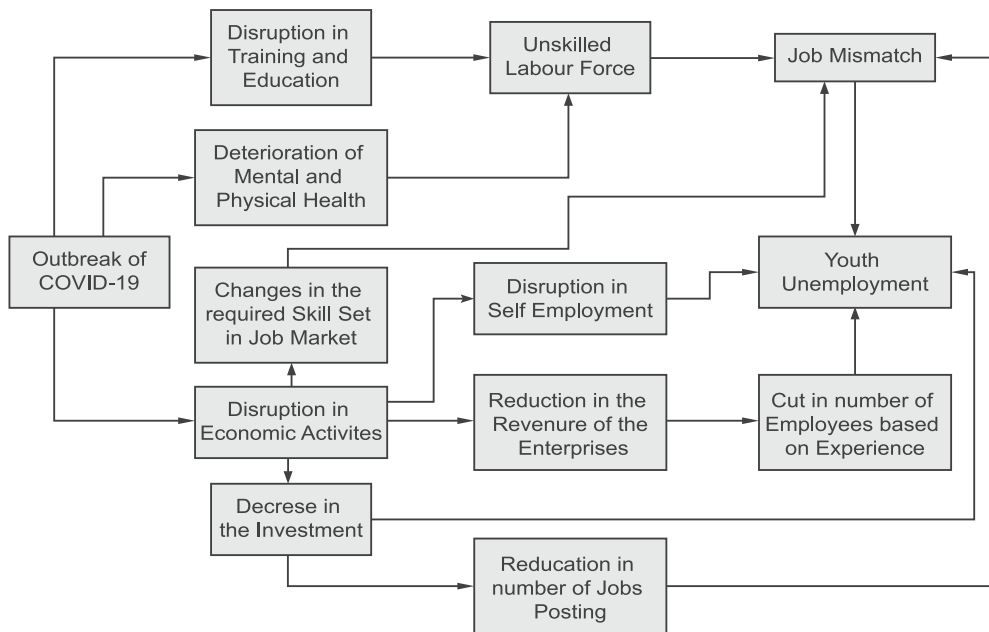 Disruption in
Training and
Education
Unskilled
Labour Force
Job Mismatch
Deterioration of
Mental and
Physical Health
Outbreak of
COVID-19
Changes in the
required Skill Set
in Job Market
Disruption in
Self Employment
Youth
Unemployment
Disruption in
Economic Activites
Reduction in the
Revenure of the
Enterprises
Cut in number of
Employees based
on Experience
Decrese in
the Investment
Reducation in
number of Jobs
Posting